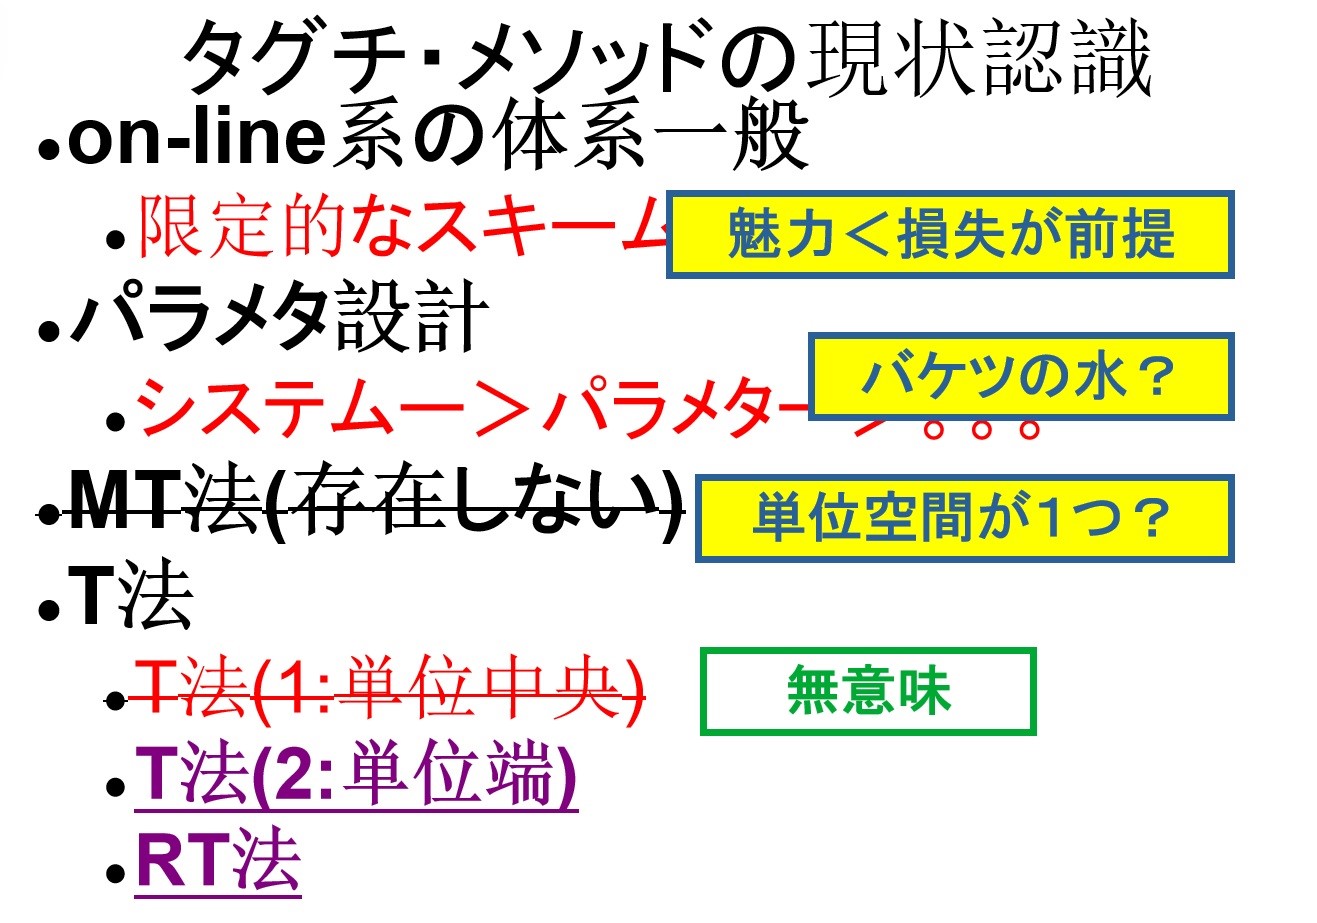 タグチ・メソッドの現状認識
●on-line系の体系一般
●限定的なスキーム
魅力＜損失が前提
●パラメタ設計
バケツの水？
●システムー＞パラメター＞。。。
●MT法(存在しない)
単位空間が１つ？
●T法
●T法(1:単位中央)
無意味
●T法(2:単位端)
●RT法